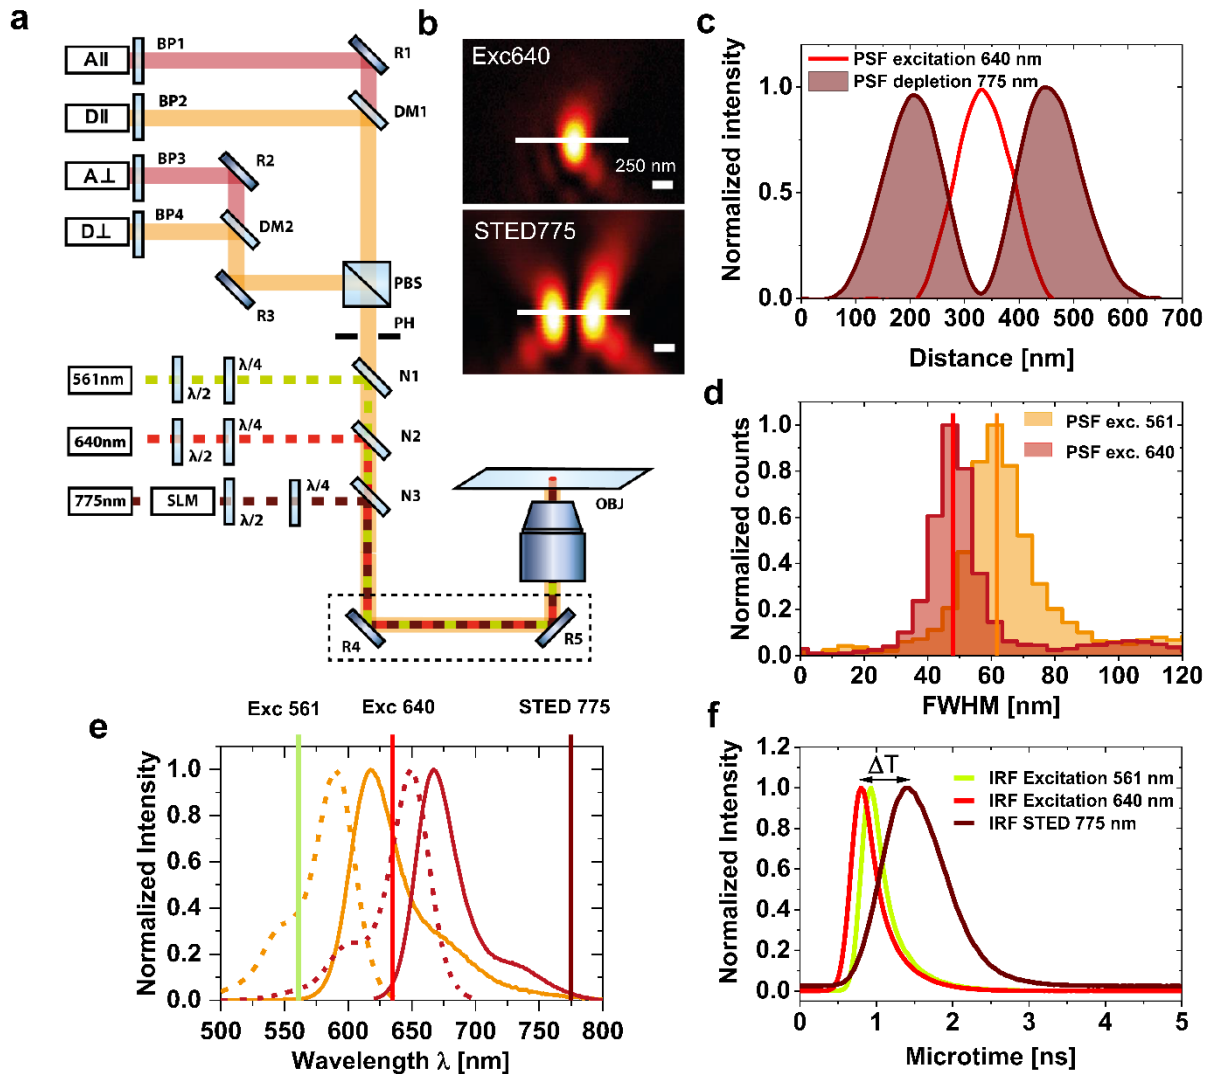 a
A||
BP1
R1
D||
BP2
DM1
A⊥
BP3
R2
D⊥
BP4
DM2
R3
PBS
PH
561nm
λ/2
λ/4
N1
640nm
λ/2
λ/4
N2
775nm
SLM
λ/2
λ/4
N3
OBJ
R4
R5
b
Exc640
250 nm
STED775
c
PSF excitation 640 nm
PSF depletion 775 nm
Normalized intensity
1.0
0.5
0.0
0 100 200 300 400 500 600 700
Distance [nm]
d
PSF exc. 561
PSF exc. 640
Normalized counts
1.0
0.8
0.6
0.4
0.2
0.0
0 20 40 60 80 100 120
FWHM [nm]
e
Exc 561 Exc 640 STED 775
Normalized Intensity
1.0
0.8
0.6
0.4
0.2
0.0
500 550 600 650 700 750 800
Wavelength λ [nm]
f
ΔT
IRF Excitation 561 nm
IRF Excitation 640 nm
IRF STED 775 nm
Normalized Intensity
1.2
1.0
0.8
0.6
0.4
0.2
0.0
0 1 2 3 4 5
Microtime [ns]